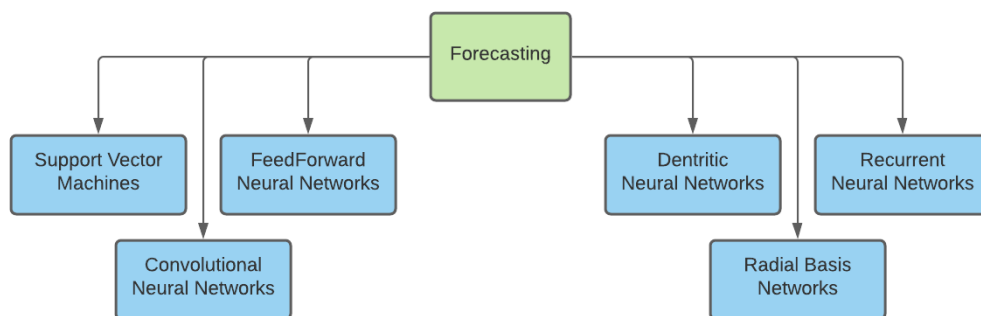 Forecasting
Support Vector
Machines
FeedForward
Neural Networks
Dentritic
Neural Networks
Recurrent
Neural Networks
Convolutional
Neural Networks
Radial Basis
Networks